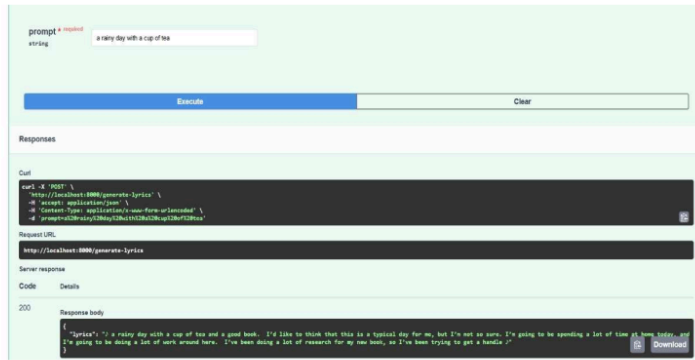 prompt * required
string
a rainy day with a cup of tea
Execute
Clear
Responses
Curl
curl -X 'POST' \
'http://localhost:8000/generate-lyrics' \
-H 'accept: application/json' \
-H 'Content-Type: application/x-www-form-urlencoded' \
-d 'prompt=a%20rainy%20day%20with%20a%20cup%20of%20tea'
Request URL
http://localhost:8000/generate-lyrics
Server response
Code
Details
200
Response body
{
"lyrics": "♪ a rainy day with a cup of tea and a good book. I'd like to think that this is a typical day for me, but I'm not so sure. I'm going to be spending a lot of time at home today, and
I'm going to be doing a lot of work around here. I've been doing a lot of research for my new book, so I've been trying to get a handle ♪"
}
Download